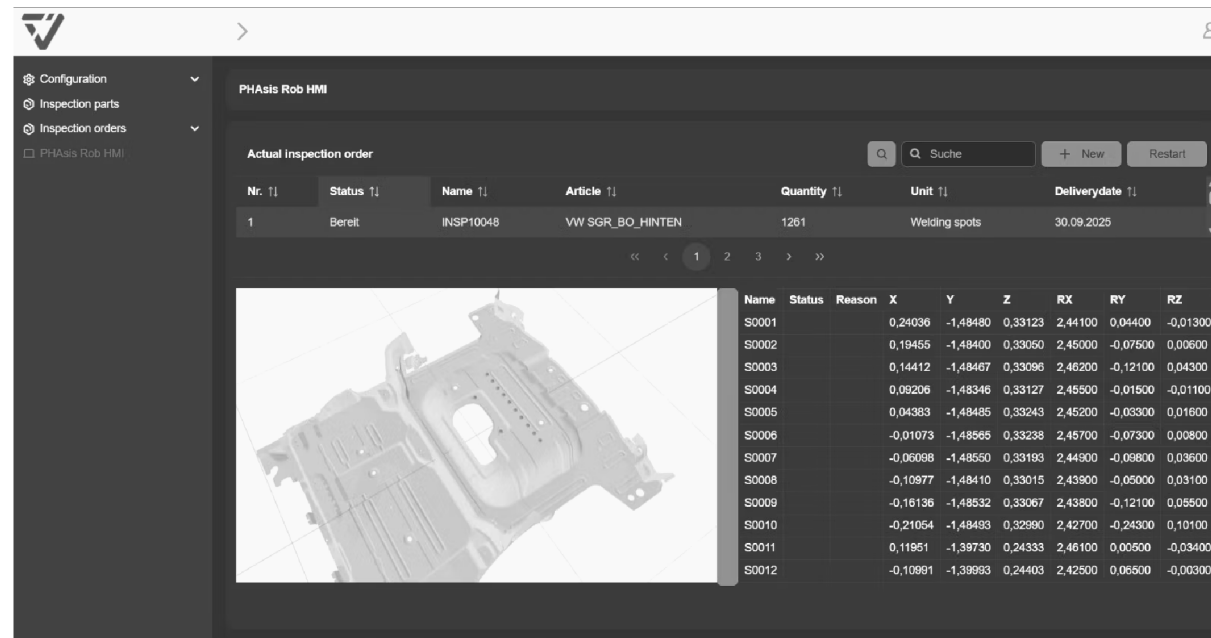 Configuration
Inspection parts
Inspection orders
PHAsis Rob HMI
PHAsis Rob HMI
Actual inspection order
Suche
New
Restart
Nr. Status Name Article Quantity Unit Deliverydate
1 Bereit INSP10048 VW SGR_BO_HINTEN 1261 Welding spots 30.09.2025
« ‹ 1 2 3 › »
Name Status Reason X Y Z RX RY RZ
S0001 0,24036 -1,48480 0,33123 2,44100 0,04400 -0,01300
S0002 0,19455 -1,48400 0,33050 2,45000 -0,07500 0,00600
S0003 0,14412 -1,48467 0,33096 2,46200 -0,12100 0,04300
S0004 0,09206 -1,48346 0,33127 2,45500 -0,01500 -0,01100
S0005 0,04383 -1,48485 0,33243 2,45200 -0,03300 0,01600
S0006 -0,01073 -1,48565 0,33238 2,45700 -0,07300 0,00800
S0007 -0,06098 -1,48550 0,33193 2,44900 -0,09800 0,03600
S0008 -0,10977 -1,48410 0,33015 2,43900 -0,05000 0,03100
S0009 -0,16136 -1,48532 0,33067 2,43800 -0,12100 0,05500
S0010 -0,21054 -1,48493 0,32990 2,42700 -0,24300 0,10100
S0011 0,11951 -1,39730 0,24333 2,46100 0,00500 -0,03400
S0012 -0,10991 -1,39993 0,24403 2,42500 0,06500 -0,00300